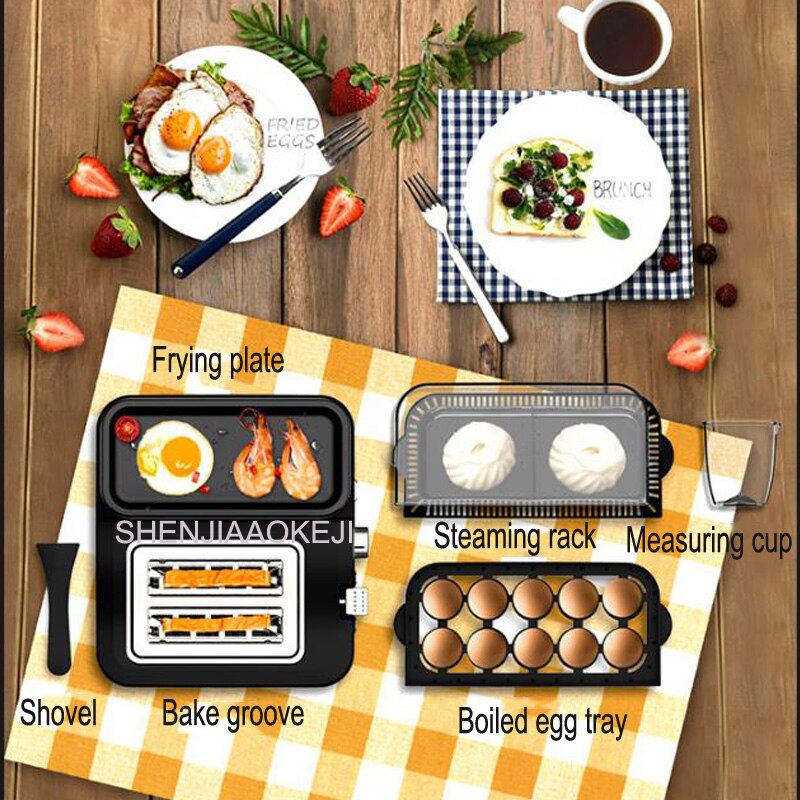 FRIED
EGGS
BRUNCH
Frying plate
SHENJIAAOKEJI
Steaming rack
Measuring cup
Shovel
Bake groove
Boiled egg tray